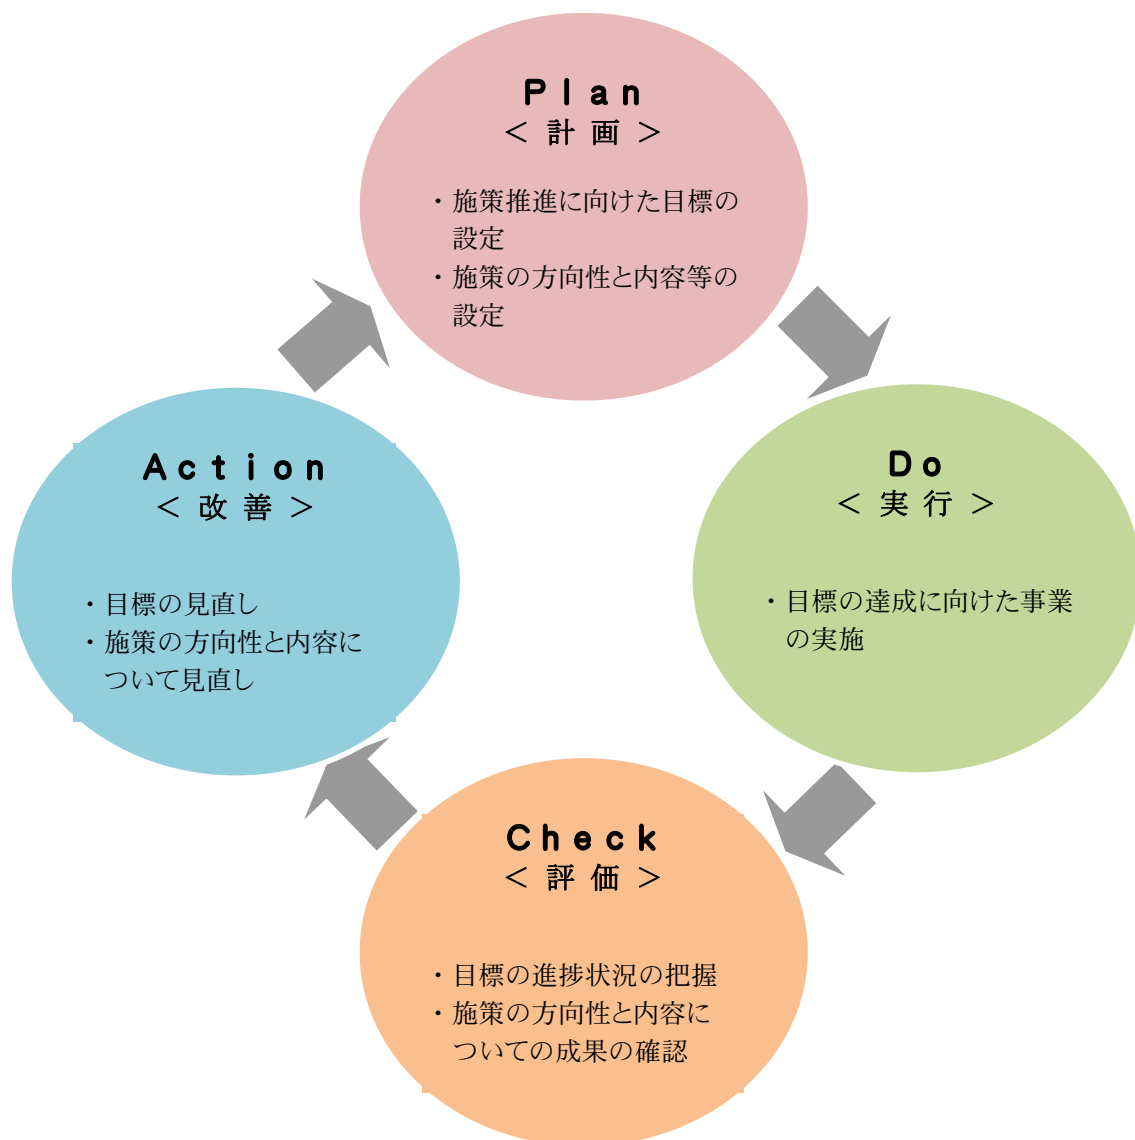 Ｐｌａｎ
＜計画＞
・施策推進に向けた目標の
設定
・施策の方向性と内容等の
設定
Ｄｏ
＜実行＞
・目標の達成に向けた事業
の実施
Ｃｈｅｃｋ
＜評価＞
・目標の進捗状況の把握
・施策の方向性と内容に
ついての成果の確認
Ａｃｔｉｏｎ
＜改善＞
・目標の見直し
・施策の方向性と内容に
ついて見直し